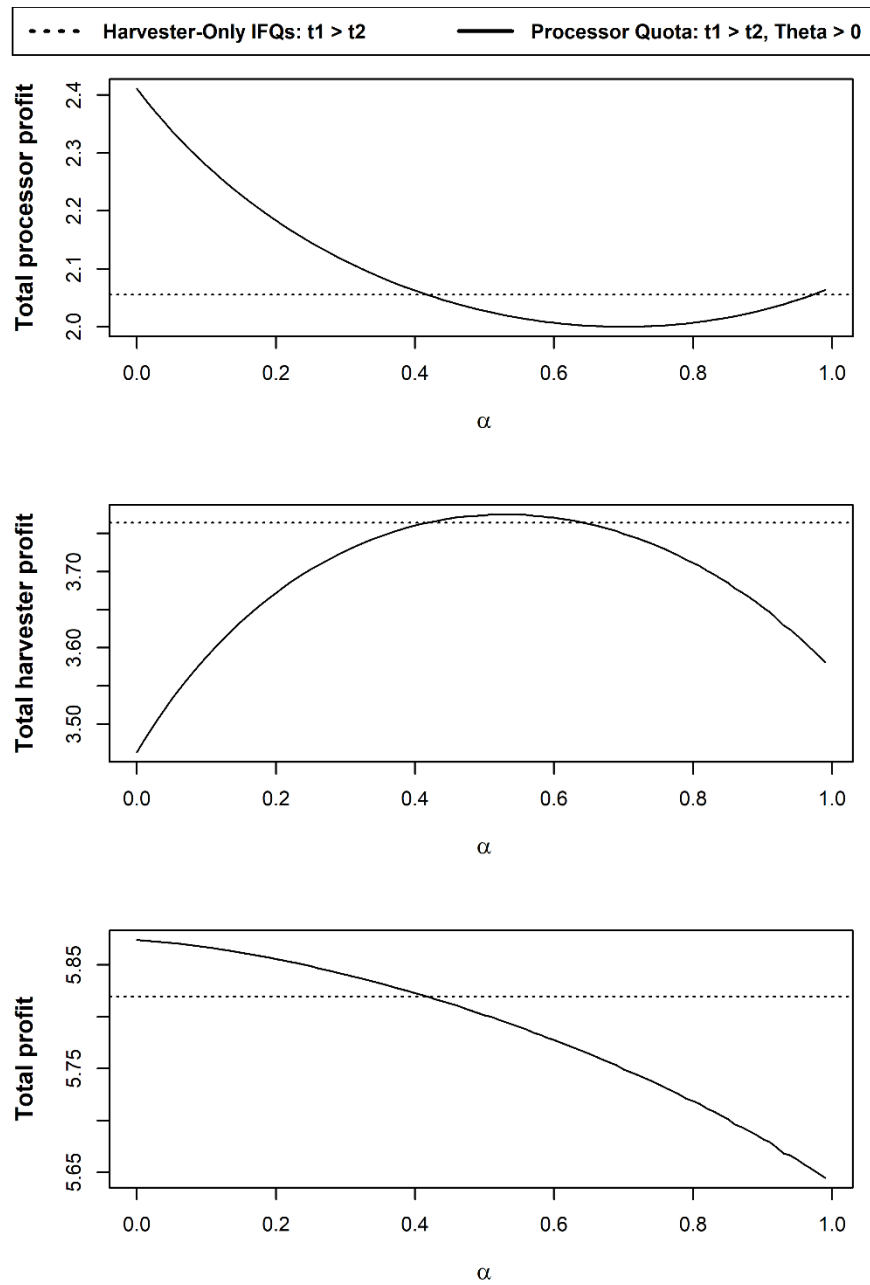 Harvester-Only IFQs: t1 > t2
Processor Quota: t1 > t2, Theta > 0
Total processor profit
2.4
2.3
2.2
2.1
2.0
0.0 0.2 0.4 0.6 0.8 1.0
α
Total harvester profit
3.70
3.60
3.50
0.0 0.2 0.4 0.6 0.8 1.0
α
Total profit
5.85
5.75
5.65
0.0 0.2 0.4 0.6 0.8 1.0
α